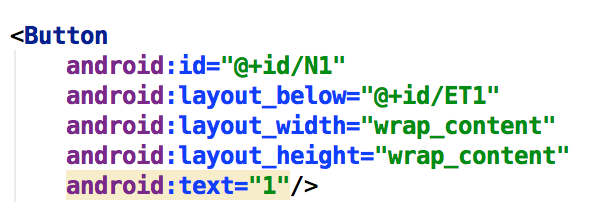 <Button
android:id="@+id/N1"
android:layout_below="@+id/ET1"
android:layout_width="wrap_content"
android:layout_height="wrap_content"
android:text="1"/>